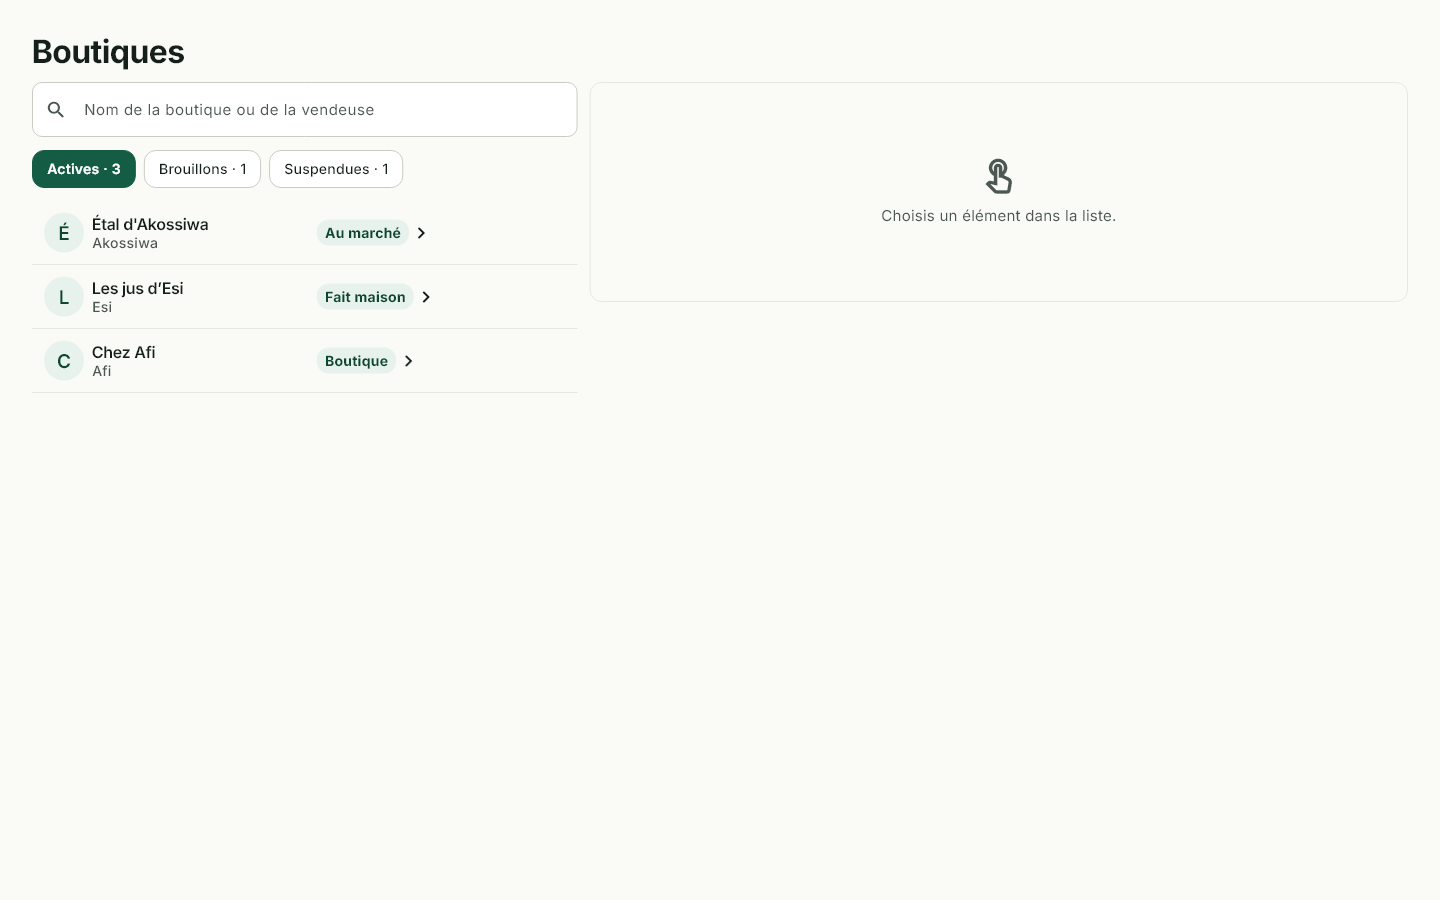 Boutiques
Nom de la boutique ou de la vendeuse
Actives · 3
Brouillons · 1
Suspendues · 1
É
Étal d'Akossiwa
Akossiwa
Au marché
L
Les jus d’Esi
Esi
Fait maison
C
Chez Afi
Afi
Boutique
Choisis un élément dans la liste.